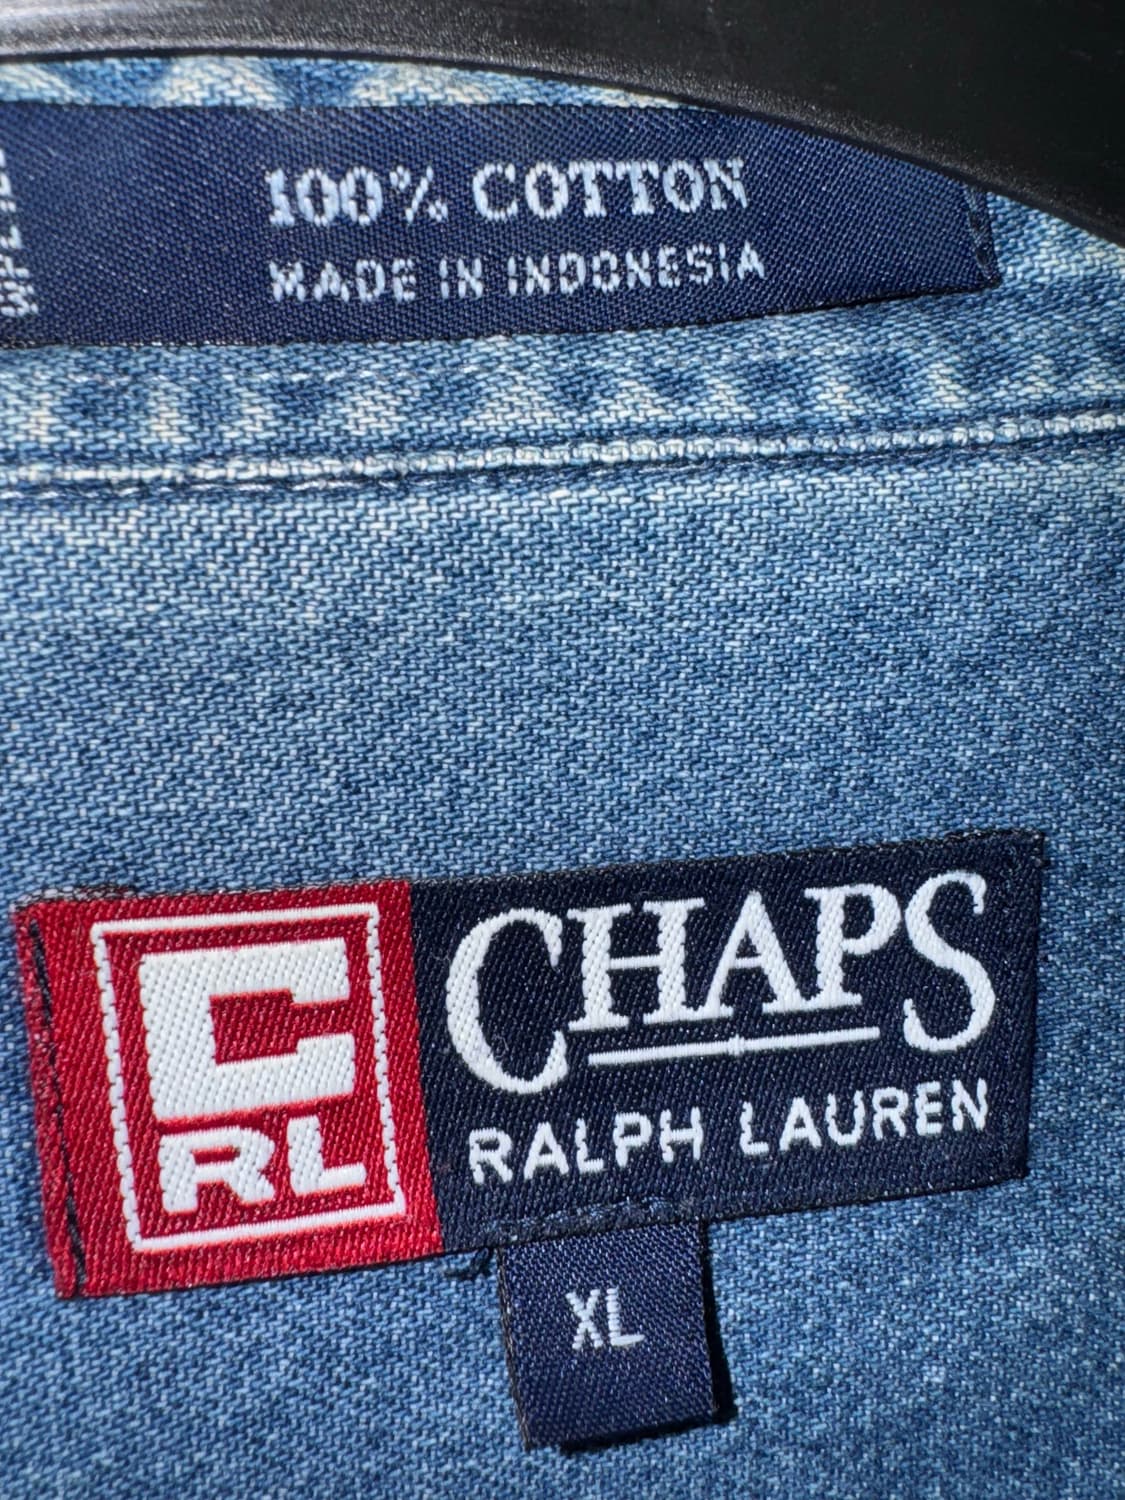 100% COTTON
MADE IN INDONESIA
C
RL
CHAPS
RALPH LAUREN
XL